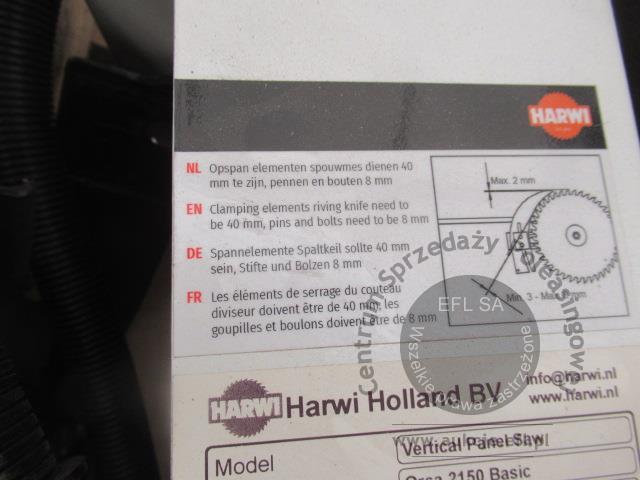 HARWI
NL Opspan elementen spouwmes dienen 40
mm te zijn, pennen en bouten 8 mm
EN Clamping elements riving knife need to
be 40 mm, pins and bolts need to be 8 mm
DE Spannelemente Spaltkeil sollte 40 mm
sein, Stifte und Bolzen 8 mm
FR Les éléments de serrage du couteau
diviseur doivent être de 40 mm, les
goupilles et boulons doivent être de 8 mm
Max. 2 mm
Min. 3 - Max. mm
Centrum Sprzedaży Poleasingowej
EFL SA
Wszelkie prawa zastrzeżone
HARWI Harwi Holland BV
info@harwi.nl
www.harwi.nl
Model
Vertical Panel Saw
2150 Basic